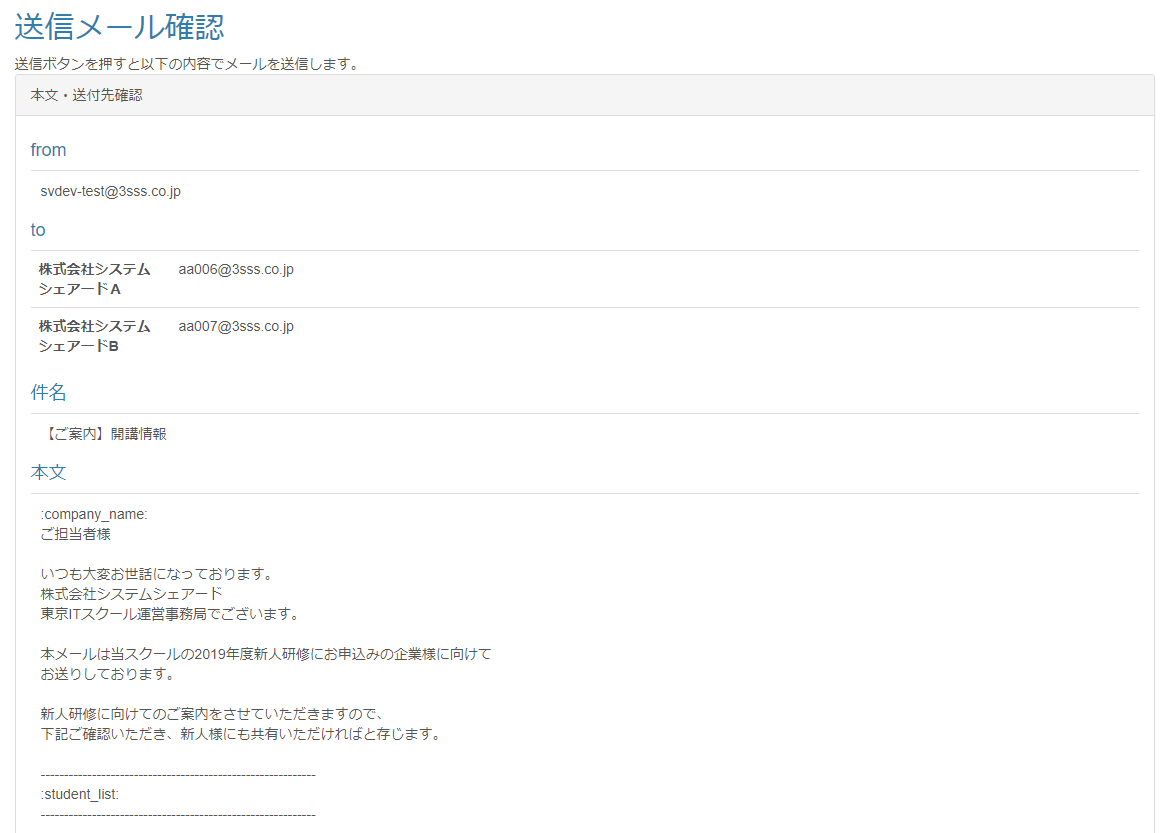 送信メール確認
送信ボタンを押すと以下の内容でメールを送信します。
本文・送付先確認
from
svdev-test@3sss.co.jp
to
株式会社システム
シェアードA
aa006@3sss.co.jp
株式会社システム
シェアードB
aa007@3sss.co.jp
件名
【ご案内】開講情報
本文
:company_name:
ご担当者様
いつも大変お世話になっております。
株式会社システムシェアード
東京ITスクール運営事務局でございます。
本メールは当スクールの2019年度新人研修にお申込みの企業様に向けて
お送りしております。
新人研修に向けてのご案内をさせていただきますので、
下記ご確認いただき、新人様にも共有いただければと存じます。
------------------------------------------------------------
:student_list:
------------------------------------------------------------